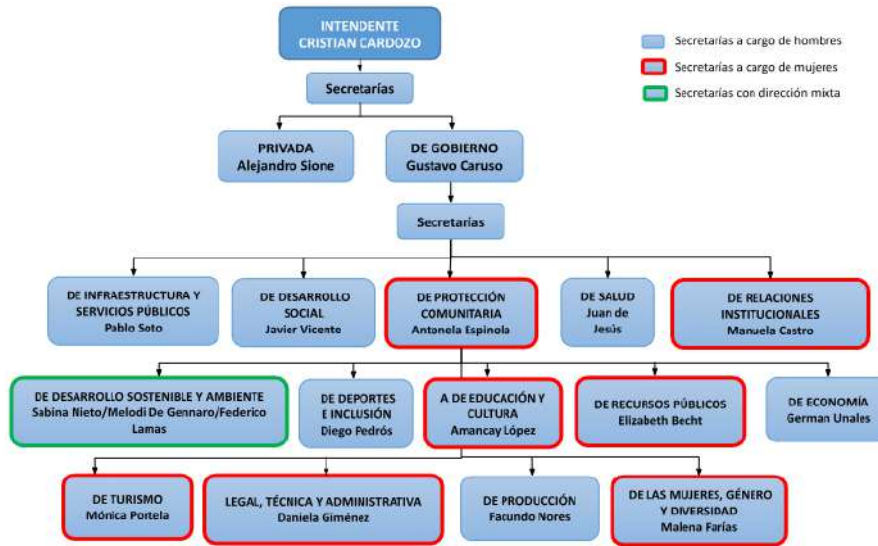 INTENDENTE
CRISTIAN CARDOZO
Secretarías a cargo de hombres
Secretarías a cargo de mujeres
Secretarías con dirección mixta
Secretarías
PRIVADA
Alejandro Sione
DE GOBIERNO
Gustavo Caruso
Secretarías
DE INFRAESTRUCTURA Y
SERVICIOS PÚBLICOS
Pablo Soto
DE DESARROLLO
SOCIAL
Javier Vicente
DE PROTECCIÓN
COMUNITARIA
Antonela Espinola
DE SALUD
Juan de
Jesús
DE RELACIONES
INSTITUCIONALES
Manuela Castro
DE DESARROLLO SOSTENIBLE Y AMBIENTE
Sabina Nieto/Melodi De Gennaro/Federico
Lamas
DE DEPORTES
E INCLUSIÓN
Diego Pedrós
A DE EDUCACIÓN Y
CULTURA
Amancay López
DE RECURSOS PÚBLICOS
Elizabeth Becht
DE ECONOMÍA
German Unales
DE TURISMO
Mónica Portela
LEGAL, TÉCNICA Y ADMINISTRATIVA
Daniela Giménez
DE PRODUCCIÓN
Facundo Nores
DE LAS MUJERES, GÉNERO
Y DIVERSIDAD
Malena Farías